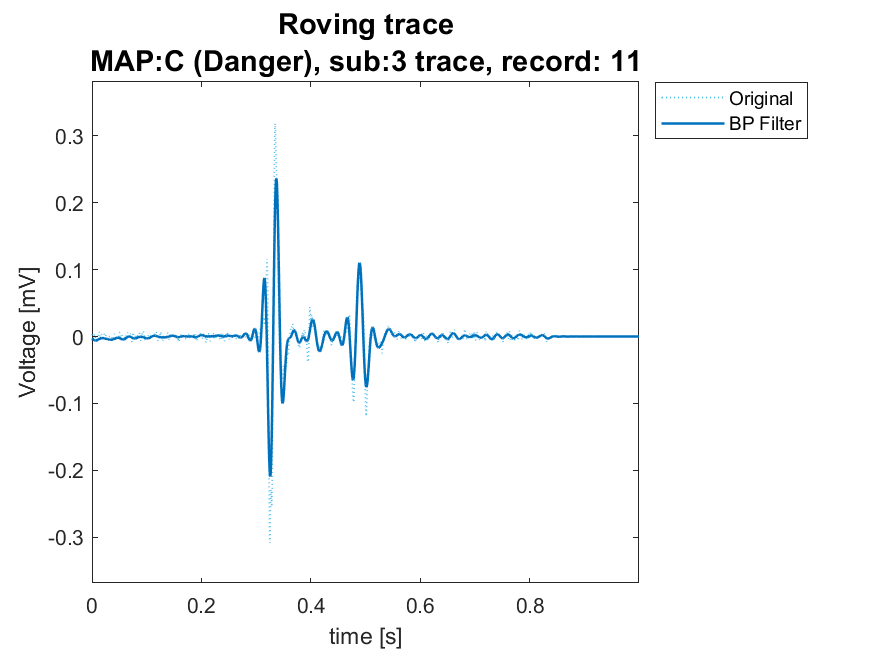 Roving trace
MAP:C (Danger), sub:3 trace, record: 11
Original
BP Filter
0.3
0.2
0.1
0
-0.1
-0.2
-0.3
Voltage [mV]
0 0.2 0.4 0.6 0.8
time [s]